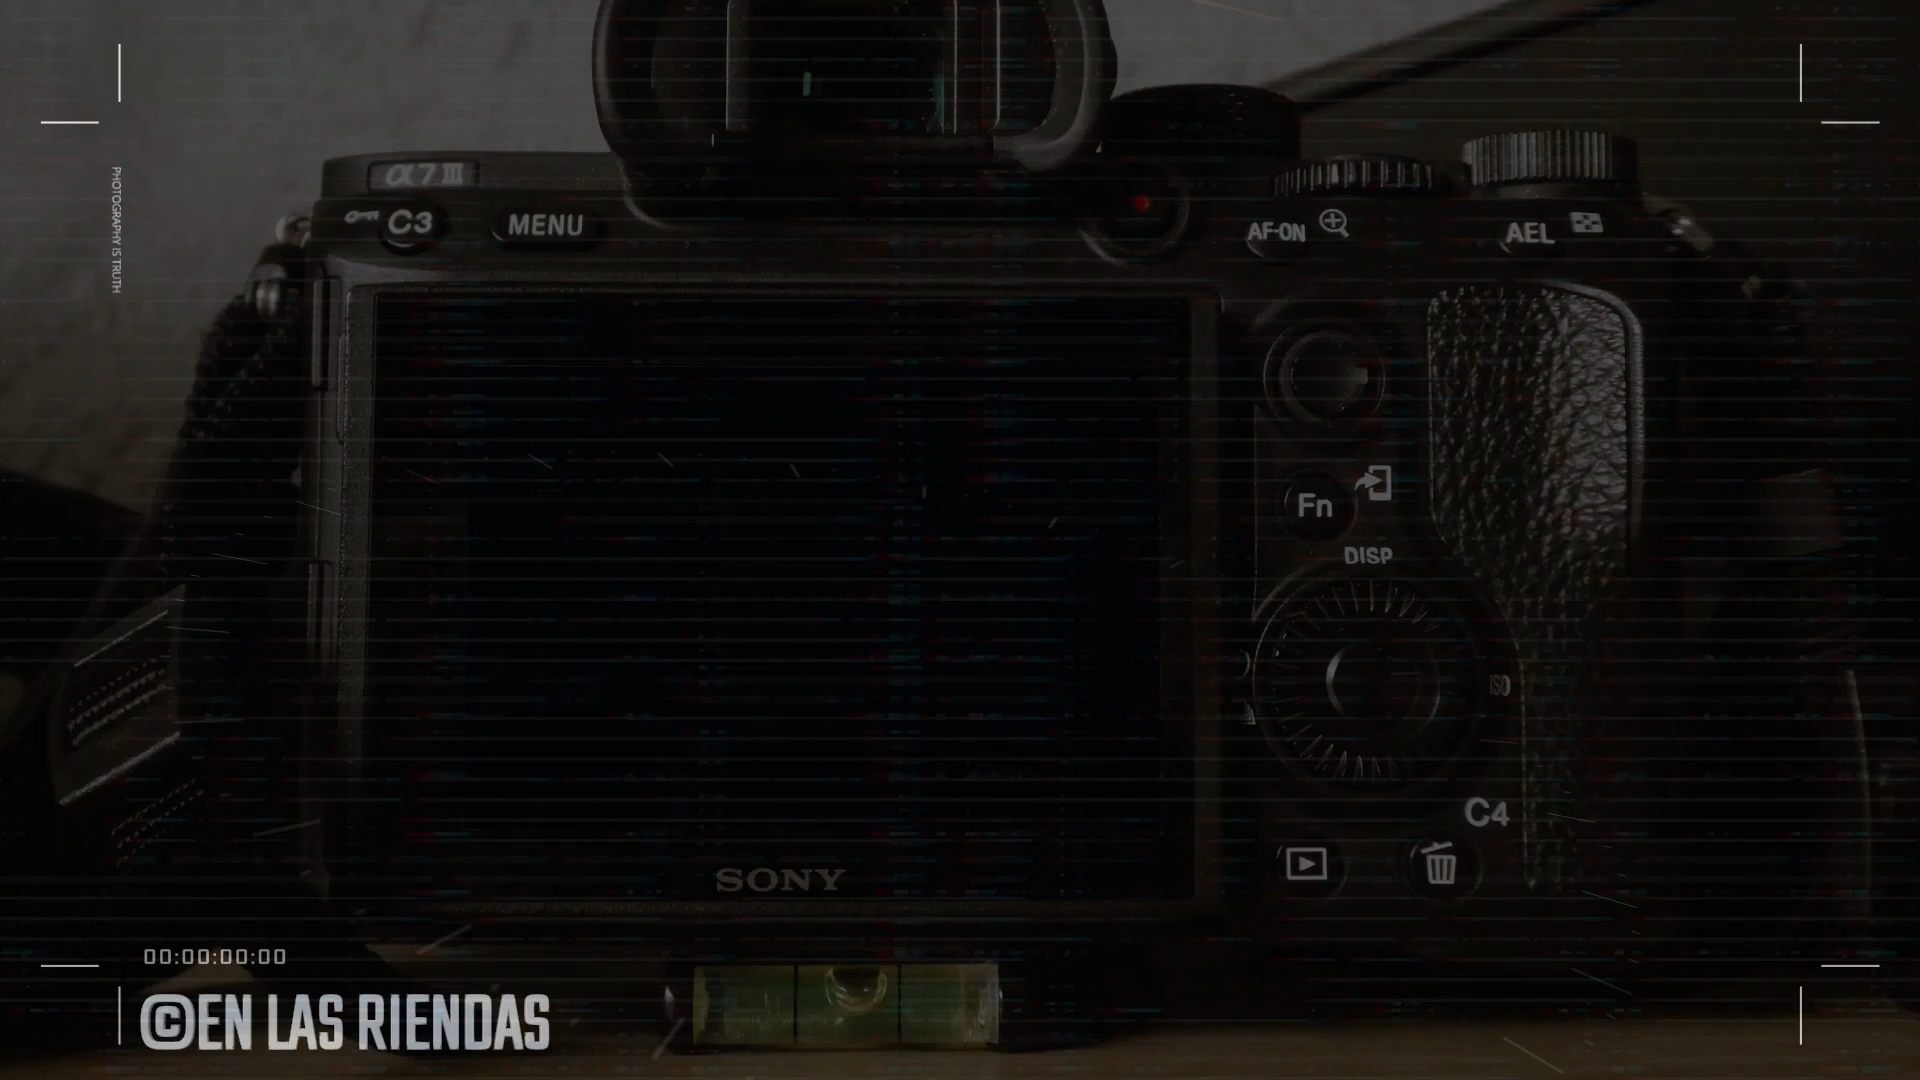 PHOTOGRAPHY IS TRUTH
α7III
C3
MENU
AF-ON
AEL
Fn
DISP
ISO
C4
SONY
00:00:00:00
©EN LAS RIENDAS